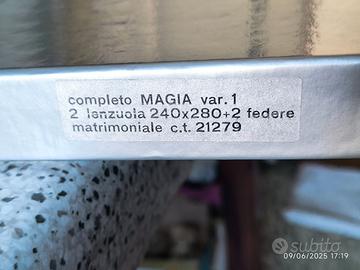 completo MAGIA var.1
2 lenzuola 240x280+2 federe
matrimoniale c.t. 21279
subito
09/06/2025 17:19